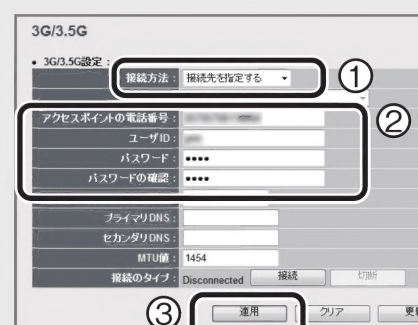 3G/3.5G
• 3G/3.5G設定：
接続方法： 接続先を指定する ①
アクセスポイントの電話番号： ②
ユーザID：
パスワード： ••••
パスワードの確認： ••••
プライマリDNS：
セカンダリDNS：
MTU値： 1454
接続のタイプ： Disconnected 接続 切断
③ 適用 クリア